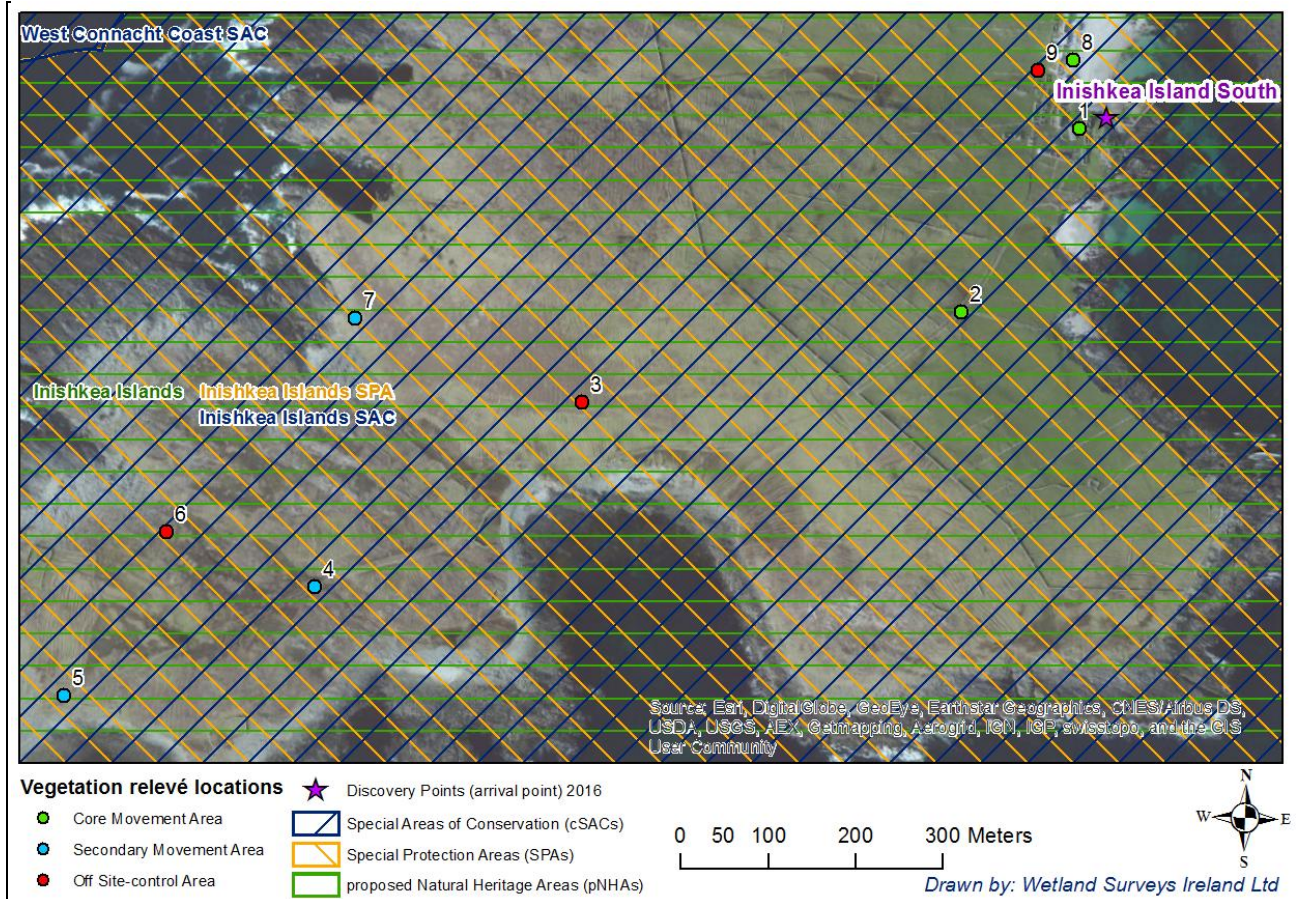 West Connacht Coast SAC
9
8
Inishkea Island South
1
2
7
3
Inishkea Islands Inishkea Islands SPA
Inishkea Islands SAC
6
4
5
Source: Esri, DigitalGlobe, GeoEye, Earthstar Geographics, CNES/Airbus DS,
USDA, USGS, AEX, Getmapping, Aerogrid, IGN, IGP, swisstopo, and the GIS
User Community
Vegetation relevé locations
Core Movement Area
Secondary Movement Area
Off Site-control Area
Discovery Points (arrival point) 2016
Special Areas of Conservation (cSACs)
Special Protection Areas (SPAs)
proposed Natural Heritage Areas (pNHAs)
0 50 100 200 300 Meters
N
W E
S
Drawn by: Wetland Surveys Ireland Ltd